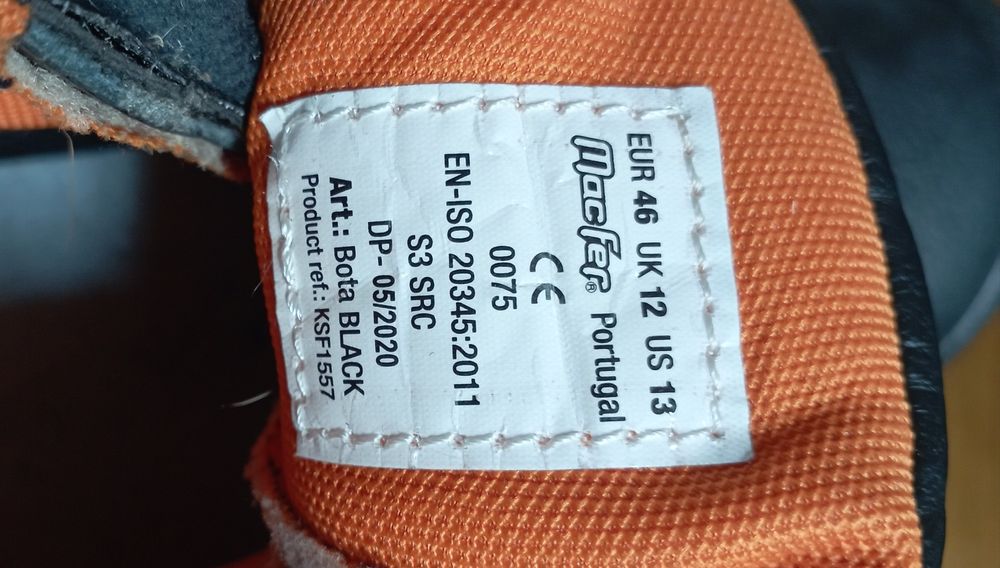 EUR 46 UK 12 US 13
Macfer® Portugal
CE
0075
EN-ISO 20345:2011
S3 SRC
DP- 05/2020
Art.: Bota BLACK
Product ref.: KSF1557